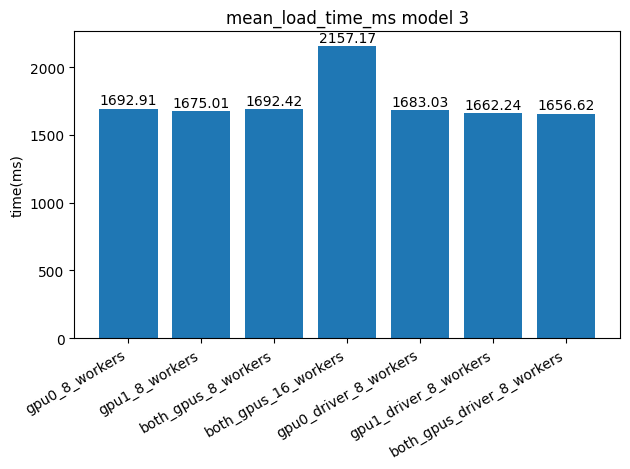 mean_load_time_ms model 3
2157.17
1692.91
1675.01
1692.42
1683.03
1662.24
1656.62
time(ms)
2000
1500
1000
500
0
gpu0_8_workers
gpu1_8_workers
both_gpus_8_workers
both_gpus_16_workers
gpu0_driver_8_workers
gpu1_driver_8_workers
both_gpus_driver_8_workers